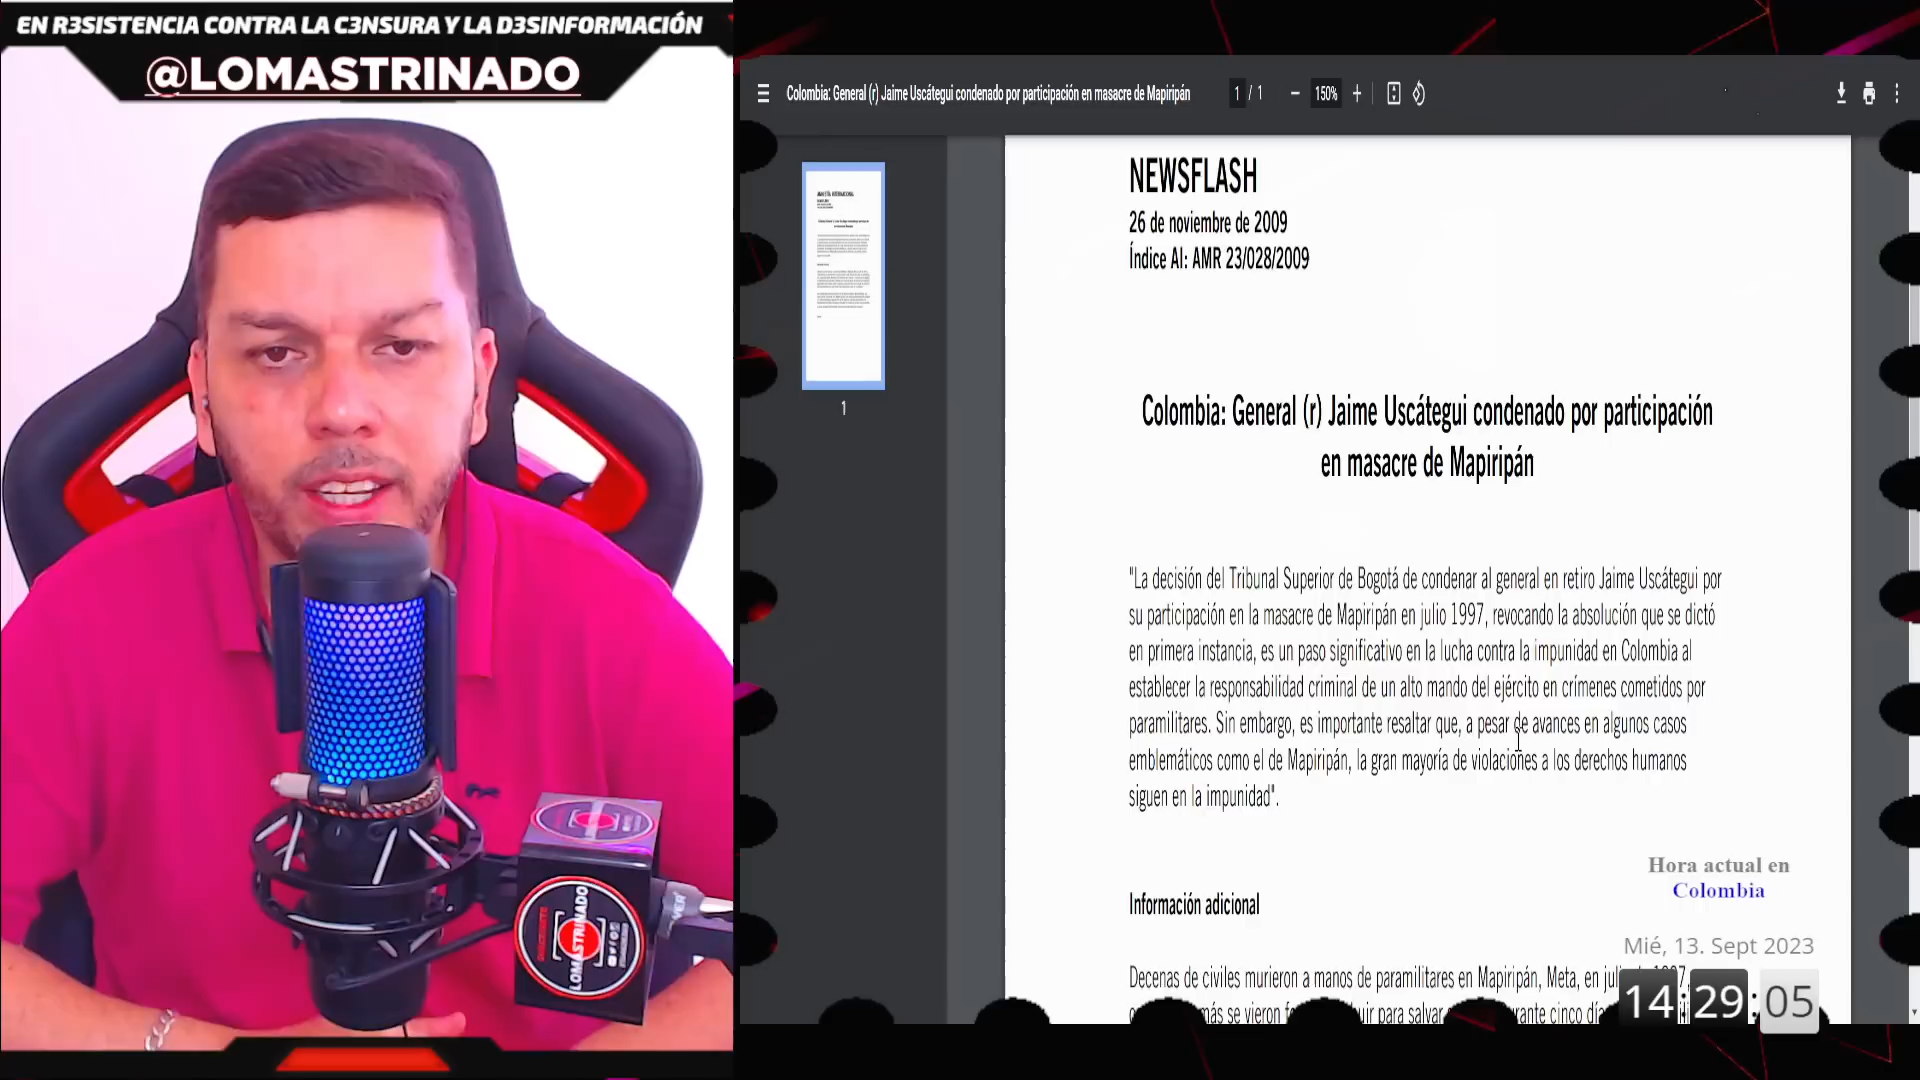 EN R3SISTENCIA CONTRA LA C3NSURA Y LA D3SINFORMACIÓN
@LOMASTRINADO
Colombia: General (r) Jaime Uscátegui condenado por participación en masacre de Mapiripán
1 / 1
150%
1
NEWSFLASH
26 de noviembre de 2009
Índice AI: AMR 23/028/2009
Colombia: General (r) Jaime Uscátegui condenado por participación
en masacre de Mapiripán
"La decisión del Tribunal Superior de Bogotá de condenar al general en retiro Jaime Uscátegui por
su participación en la masacre de Mapiripán en julio 1997, revocando la absolución que se dictó
en primera instancia, es un paso significativo en la lucha contra la impunidad en Colombia al
establecer la responsabilidad criminal de un alto mando del ejército en crímenes cometidos por
paramilitares. Sin embargo, es importante resaltar que, a pesar de avances en algunos casos
emblemáticos como el de Mapiripán, la gran mayoría de violaciones a los derechos humanos
siguen en la impunidad".
Información adicional
Decenas de civiles murieron a manos de paramilitares en Mapiripán, Meta, en
más se vieron
Hora actual en
Colombia
Mié, 13. Sept 2023
14:29:05
LOMASTRINADO